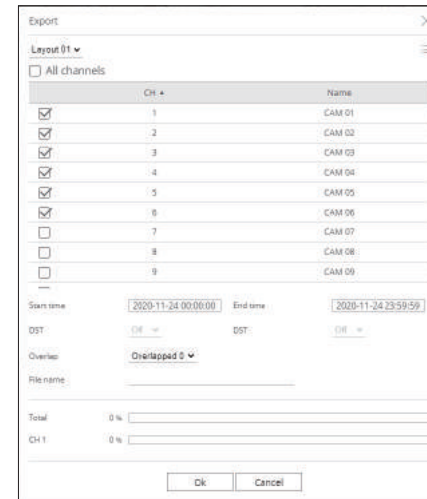 Export
Layout 01
All channels
CH Name
1 CAM 01
2 CAM 02
3 CAM 03
4 CAM 04
5 CAM 05
6 CAM 06
7 CAM 07
8 CAM 08
9 CAM 09
Start time 2020-11-24 00:00:00 End time 2020-11-24 23:59:59
DST Off DST Off
Overlap Overlapped 0
File name
Total 0 %
CH 1 0 %
Ok Cancel